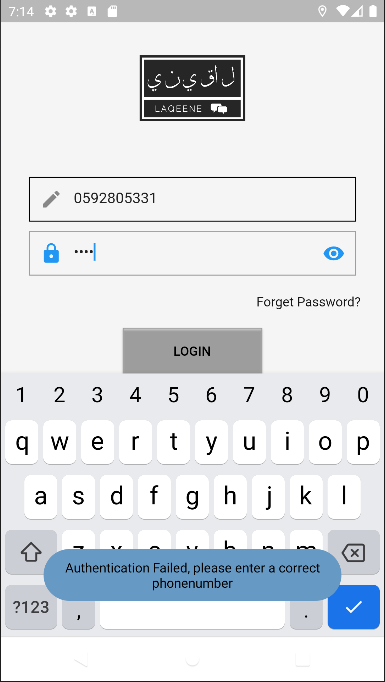 7:14
ل أ ق ي ن ي
LAQEENE
0592805331
••••
Forget Password?
LOGIN
1 2 3 4 5 6 7 8 9 0
q w e r t y u i o p
a s d f g h j k l
Authentication Failed, please enter a correct
phonenumber
?123 , .